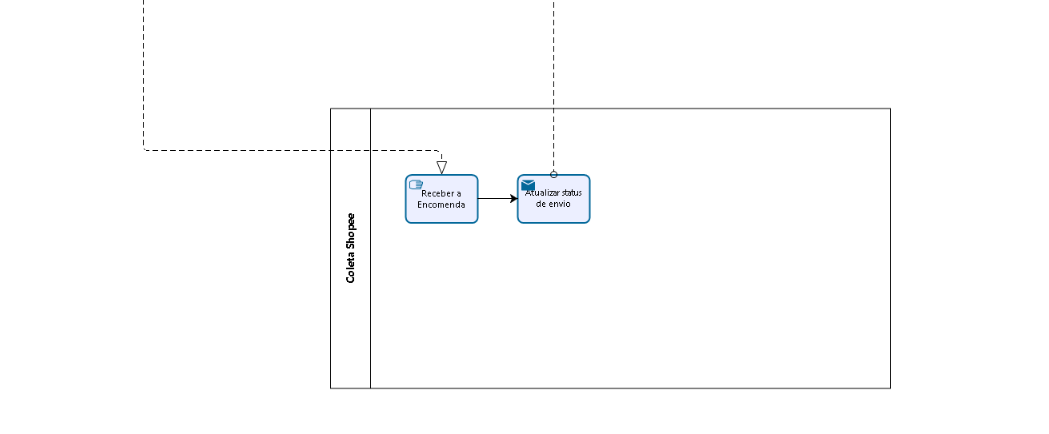 Coleta Shopee
Receber a
Encomenda
Atualizar status
de envio